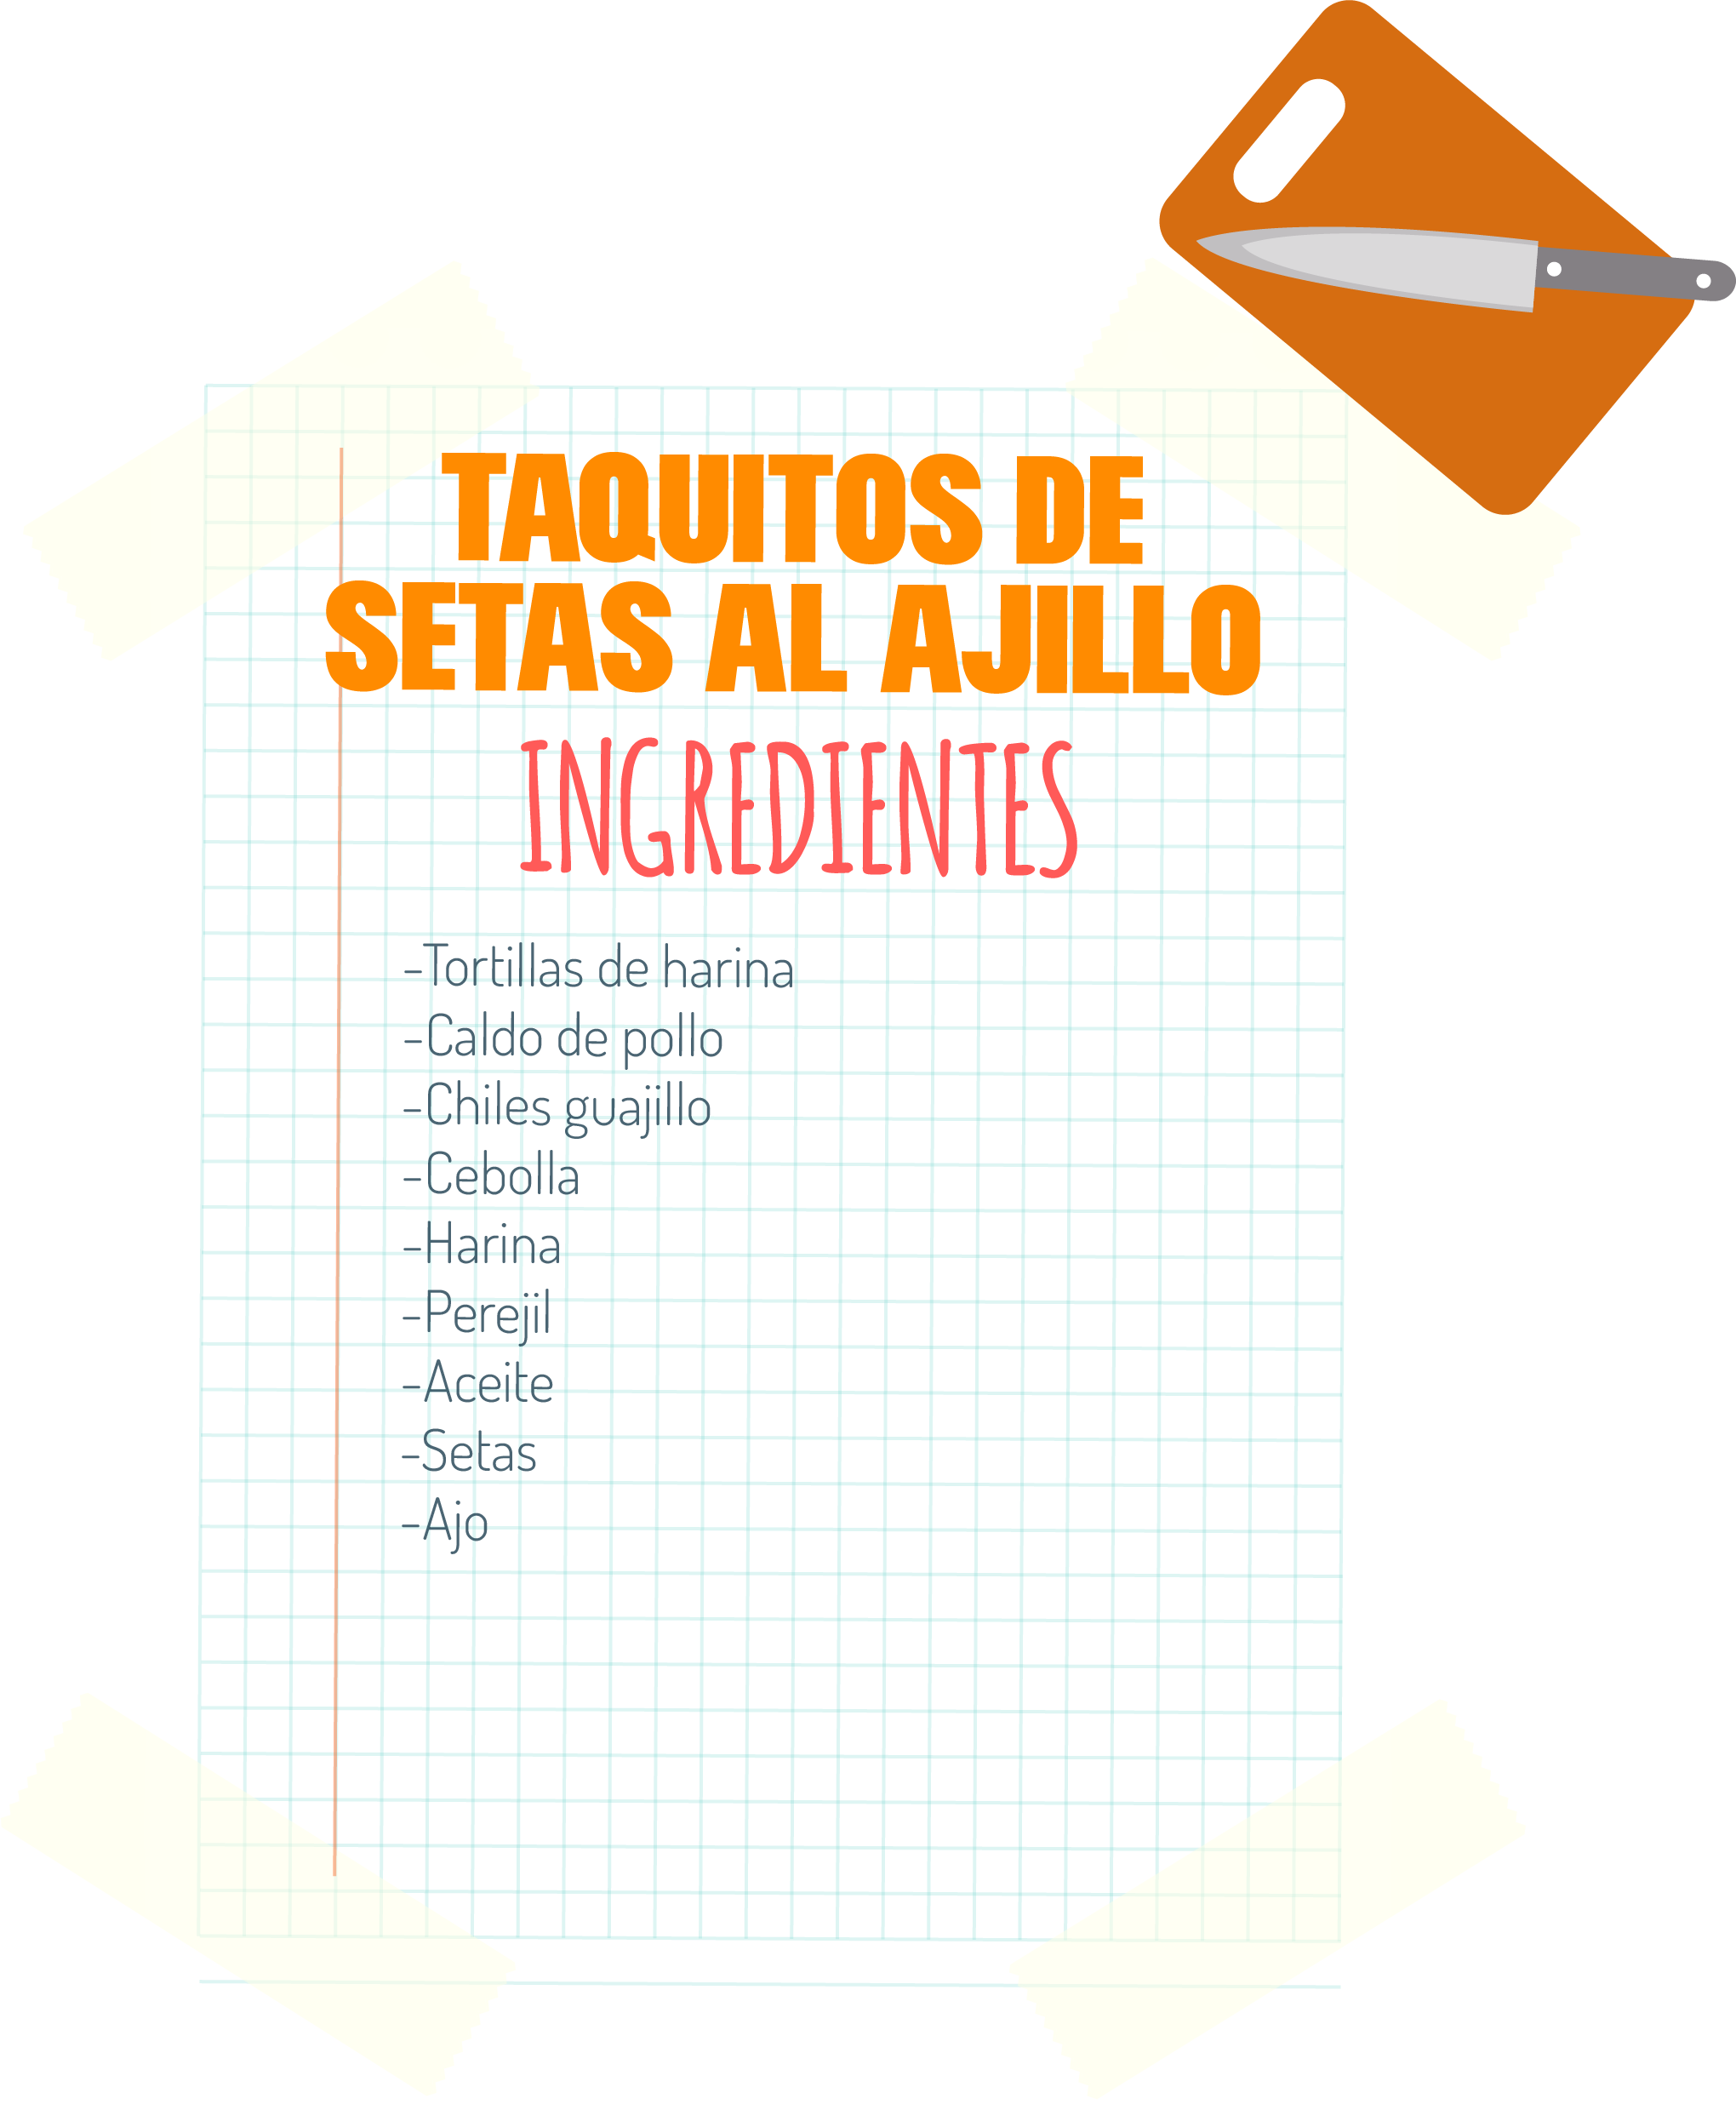 TAQUITOS DE
SETAS AL AJILLO
INGREDIENTES
-Tortillas de harina
-Caldo de pollo
-Chiles guajillo
-Cebolla
-Harina
-Perejil
-Aceite
-Setas
-Ajo